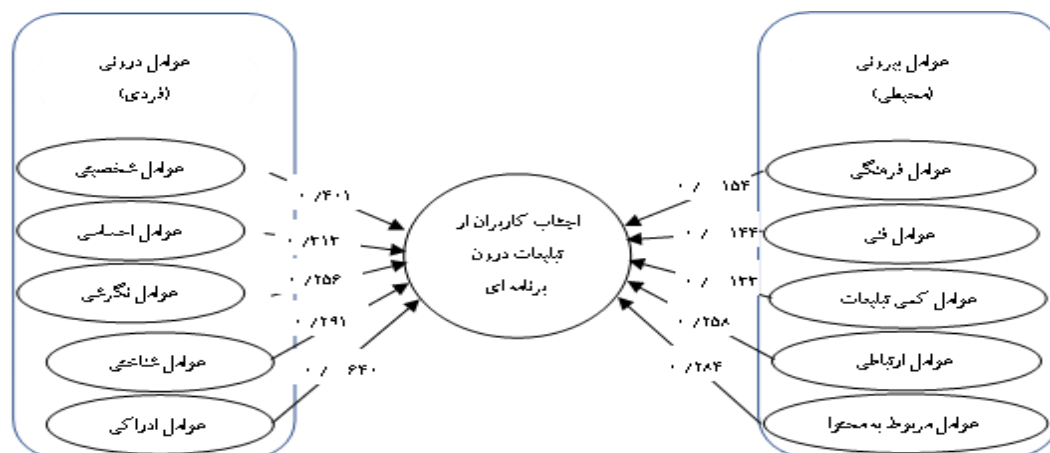 عوامل بیرونی
(محیطی)
عوامل فرهنگی
عوامل فنی
عوامل کمی تبلیغات
عوامل ارتباطی
عوامل مربوط به محتوا
۰/ ۱۵۴
۰/ ۱۴۴
۰/ ۱۳۳
۰/۲۵۸
۰/۲۸۴
اجتناب کاربران از
تبلیغات درون
برنامه ای
۰/۴۰۱
۰/۳۱۳
۰/۲۵۶
۰/۲۹۱
۰/ ۶۴۰
عوامل درونی
(فردی)
عوامل شخصیتی
عوامل احساسی
عوامل نگرشی
عوامل شناختی
عوامل ادراکی